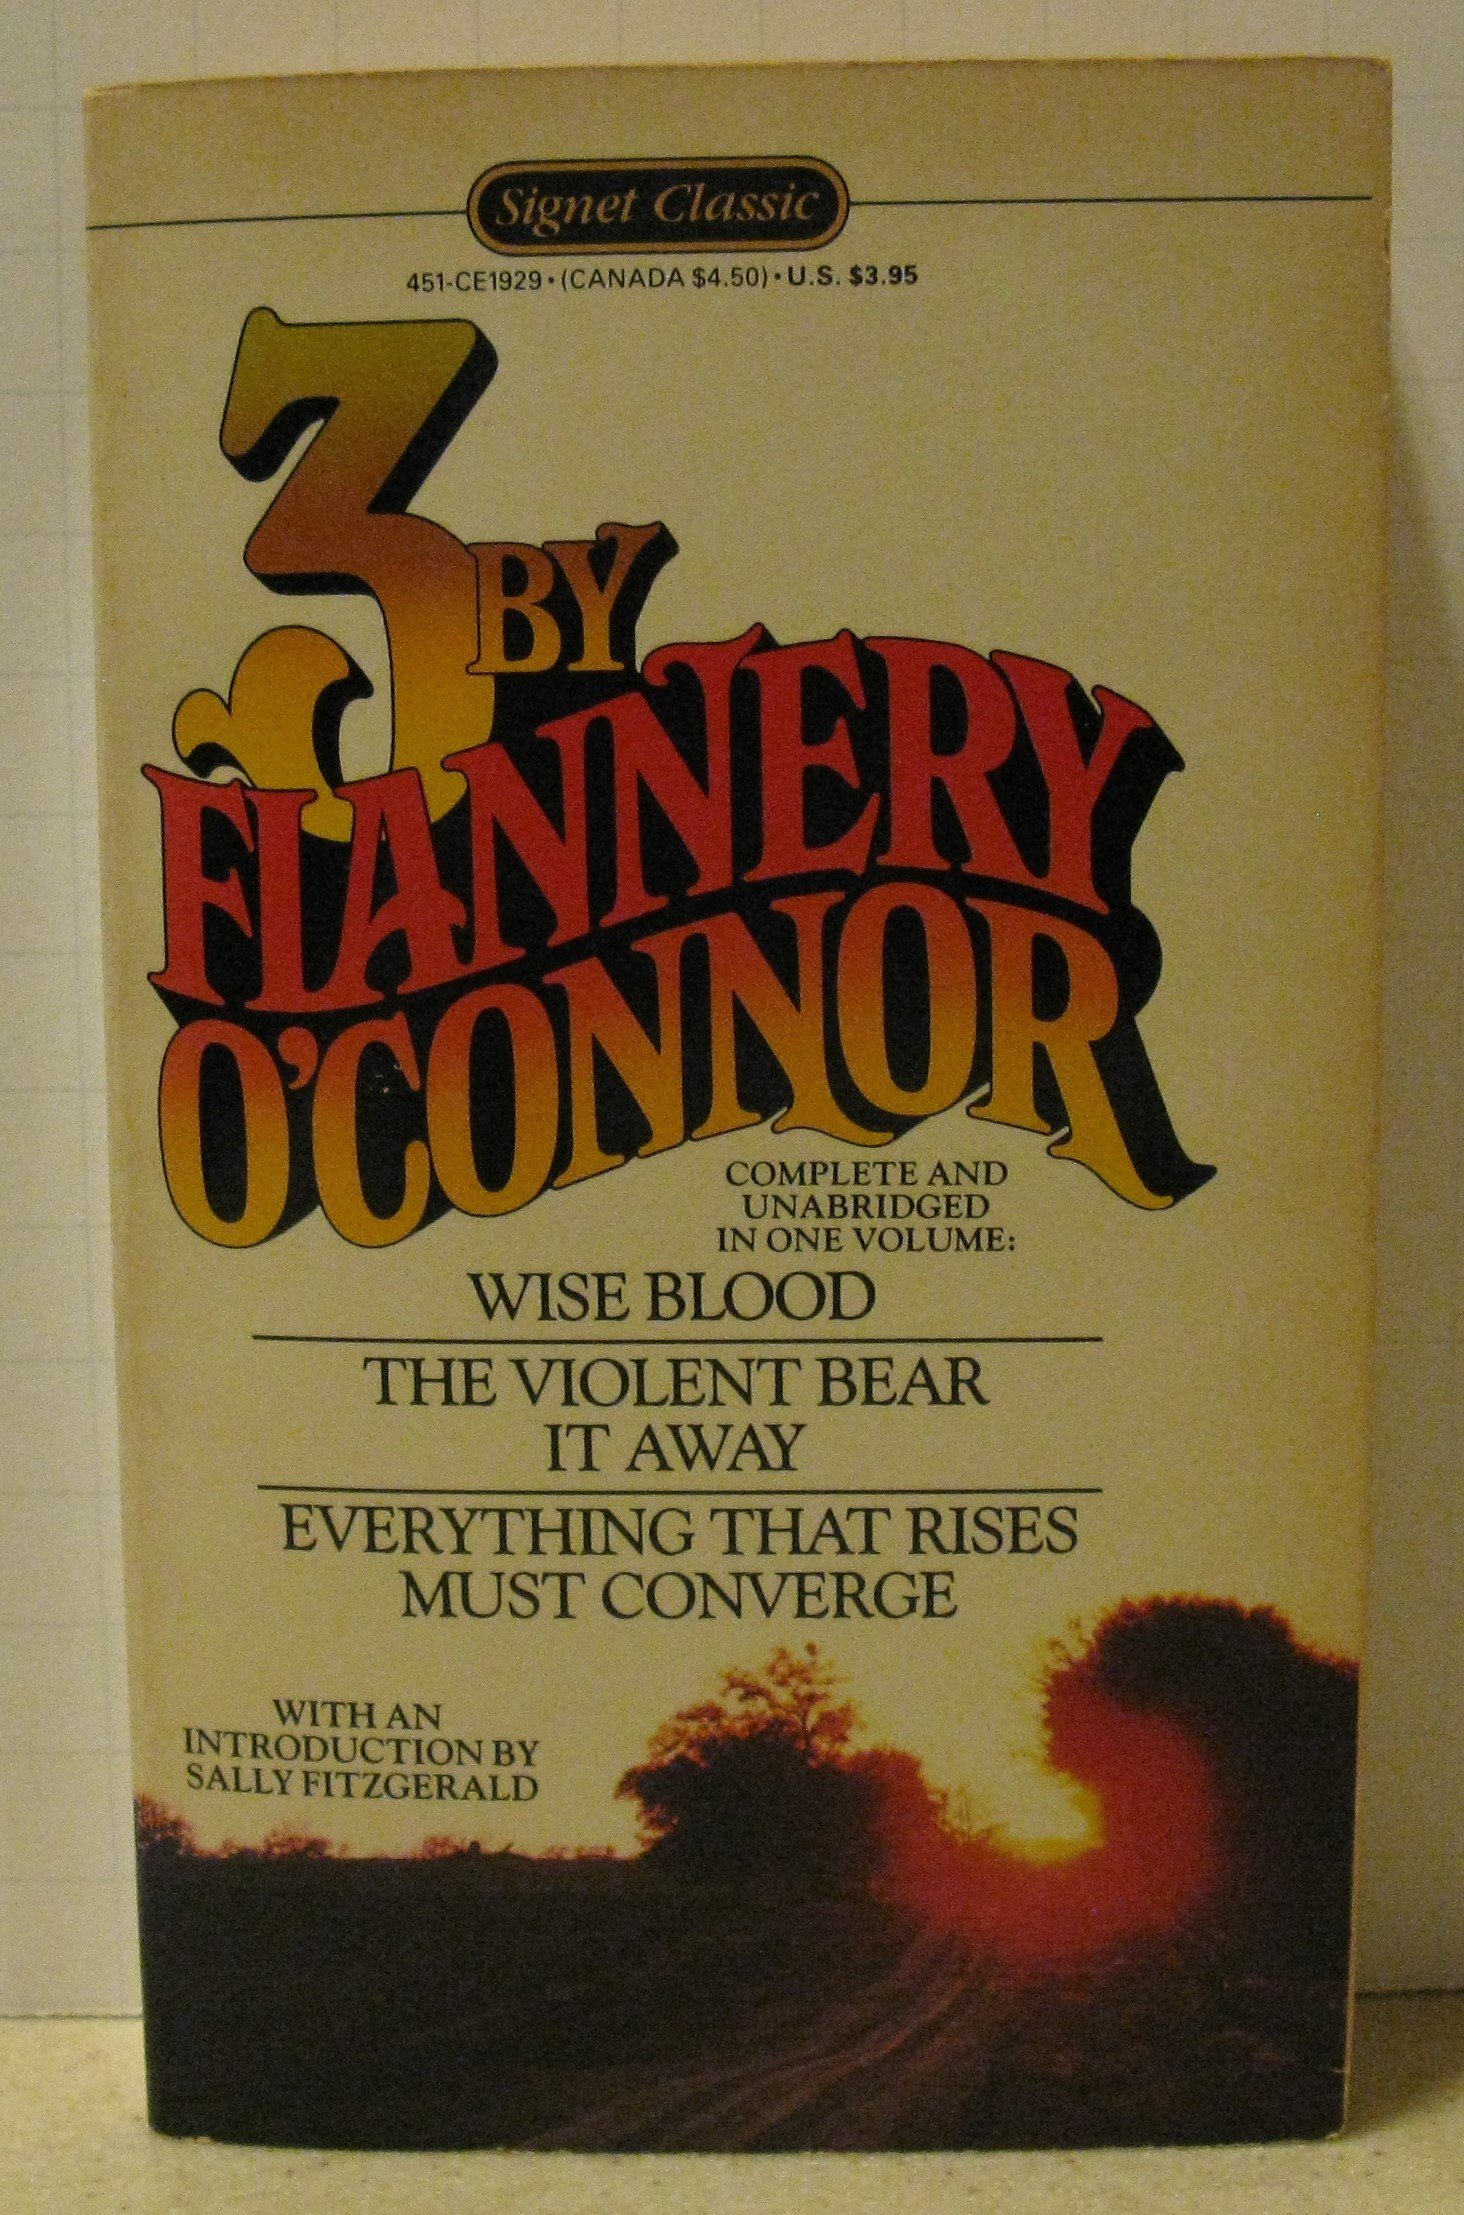 Signet Classic
451-CE1929 • (CANADA $4.50) • U.S. $3.95
3 BY
FLANNERY
O'CONNOR
COMPLETE AND
UNABRIDGED
IN ONE VOLUME:
WISE BLOOD
THE VIOLENT BEAR
IT AWAY
EVERYTHING THAT RISES
MUST CONVERGE
WITH AN
INTRODUCTION BY
SALLY FITZGERALD